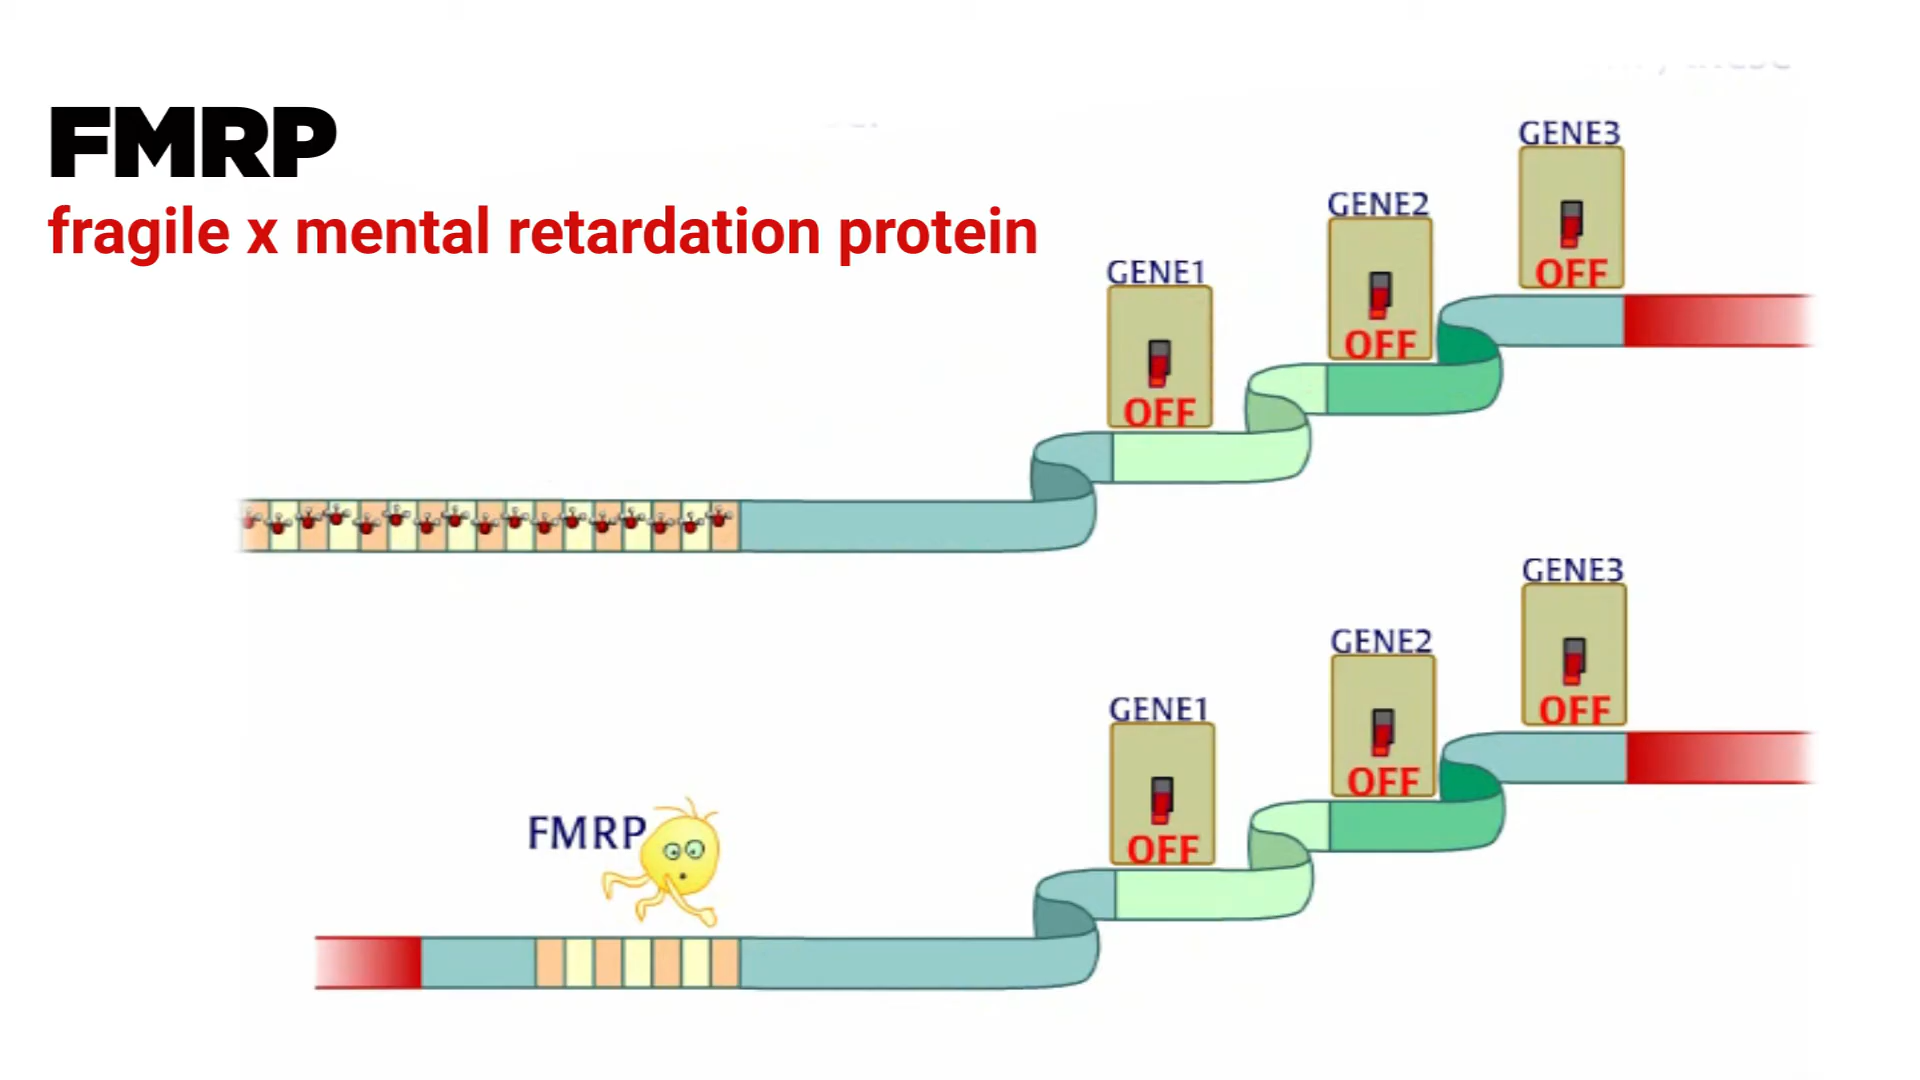 FMRP
fragile x mental retardation protein
GENE3
OFF
GENE2
OFF
GENE1
OFF
GENE3
OFF
GENE2
OFF
GENE1
OFF
FMRP